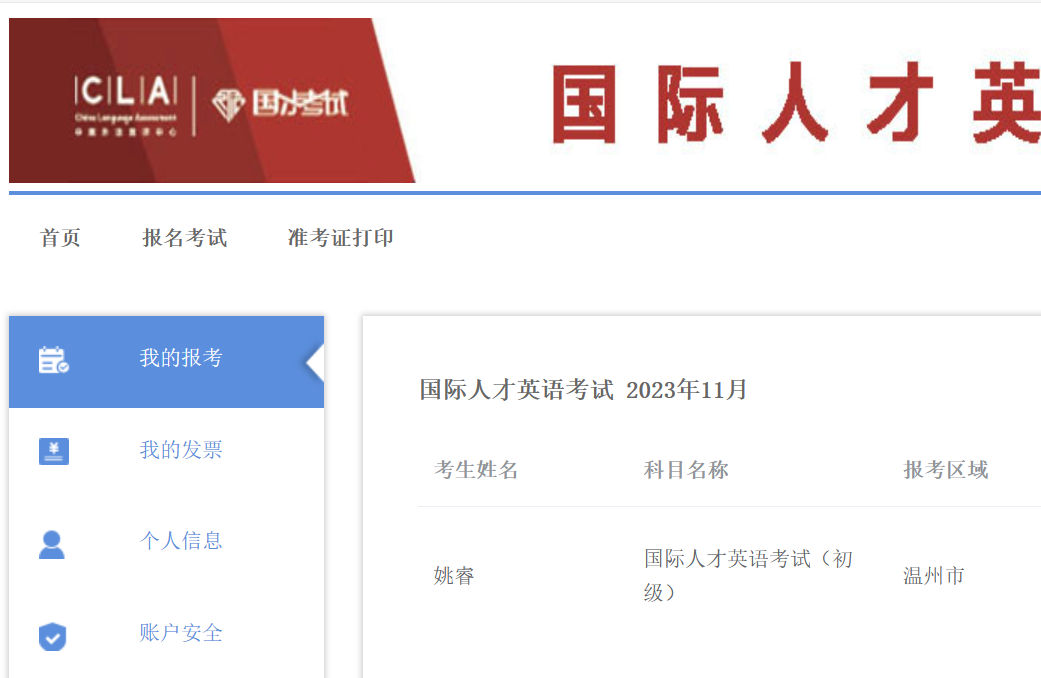 CLA
China Language Assessment
中国外语测评中心
国才考试
国际人才英
首页 报名考试 准考证打印
我的报考
我的发票
个人信息
账户安全
国际人才英语考试 2023年11月
考生姓名 科目名称 报考区域
姚睿 国际人才英语考试（初级） 温州市